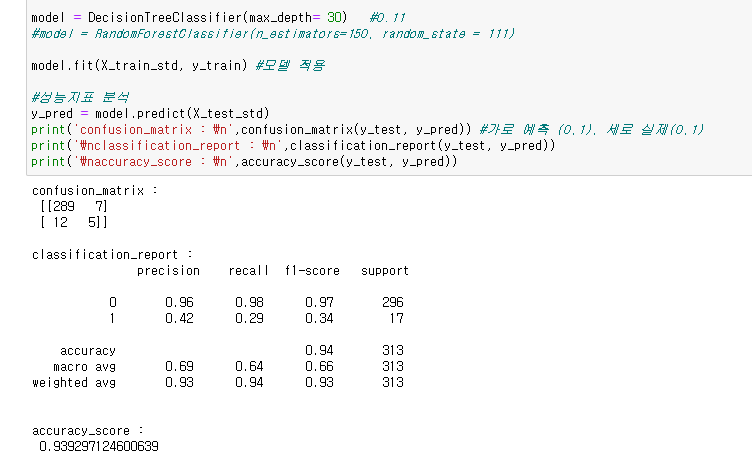 model = DecisionTreeClassifier(max_depth= 30)   #0.11
#model = RandomForestClassifier(n_estimators=150, random_state = 111)
model.fit(X_train_std, y_train) #모델 적용
#성능지표 분석
y_pred = model.predict(X_test_std)
print('confusion_matrix : ₩n',confusion_matrix(y_test, y_pred)) #가로 예측 (0,1), 세로 실제(0,1)
print('₩nclassification_report : ₩n',classification_report(y_test, y_pred))
print('₩naccuracy_score : ₩n',accuracy_score(y_test, y_pred))
confusion_matrix :
[[289   7]
[ 12   5]]
classification_report :
precision    recall  f1-score   support
0       0.96      0.98      0.97       296
1       0.42      0.29      0.34        17
accuracy                           0.94       313
macro avg       0.69      0.64      0.66       313
weighted avg       0.93      0.94      0.93       313
accuracy_score :
0.939297124600639